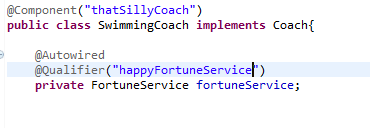 @Component("thatSillyCoach")
public class SwimmingCoach implements Coach{
@Autowired
@Qualifier("happyFortuneService")
private FortuneService fortuneService;